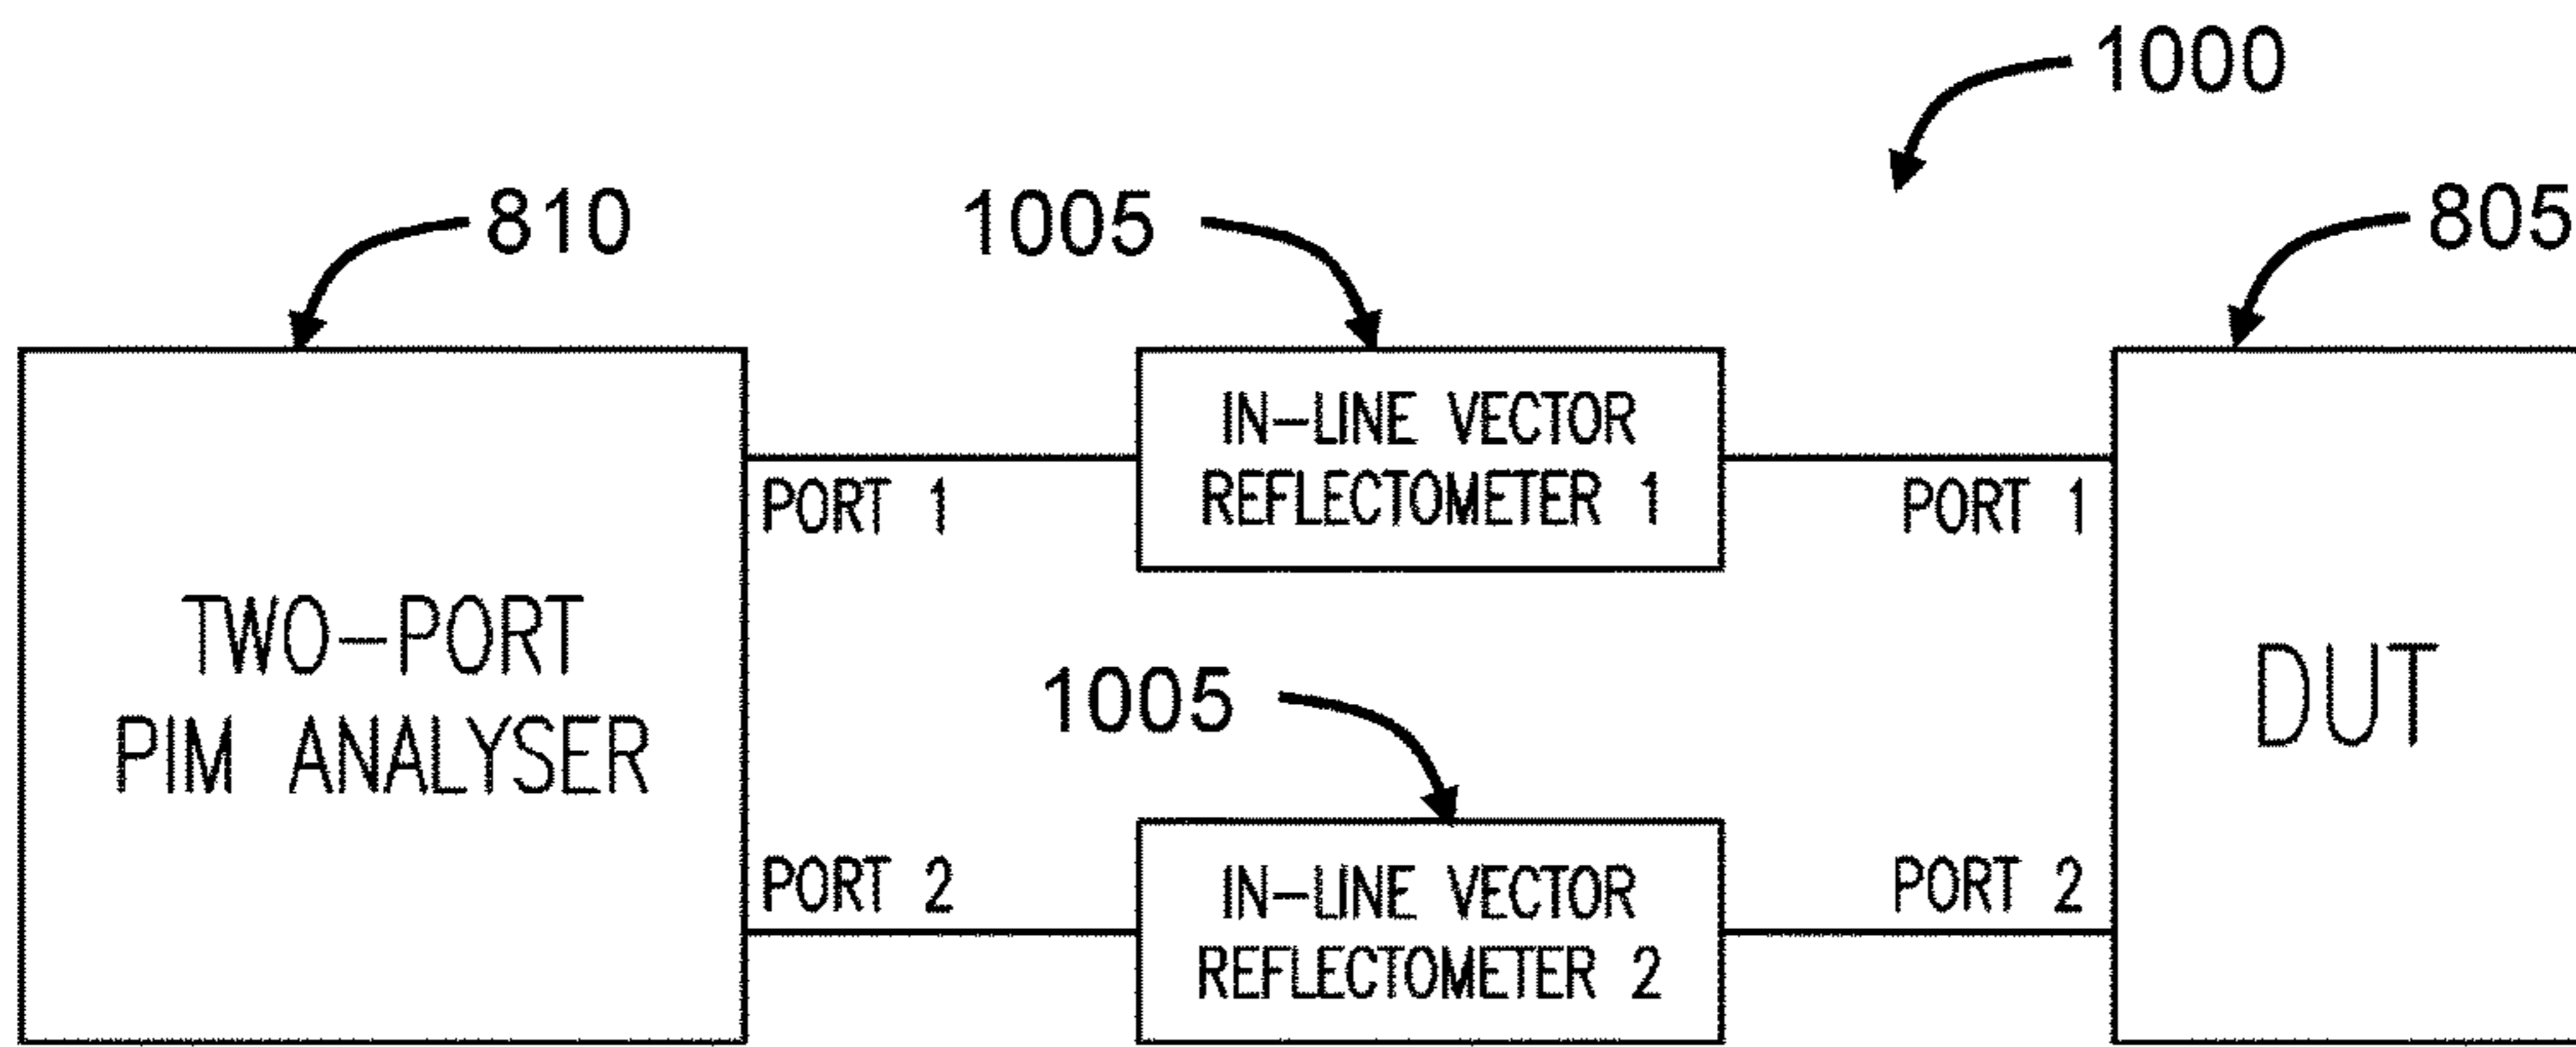 1000
810
1005
805
IN-LINE VECTOR
REFLECTOMETER 1
PORT 1
PORT 1
TWO-PORT
PIM ANALYSER
DUT
1005
PORT 2
PORT 2
IN-LINE VECTOR
REFLECTOMETER 2